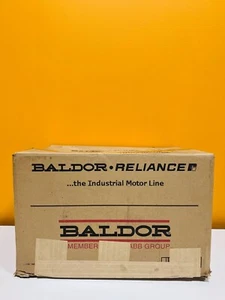 BALDOR•RELIANCE
...the Industrial Motor Line
BALDOR
MEMBER GROUP